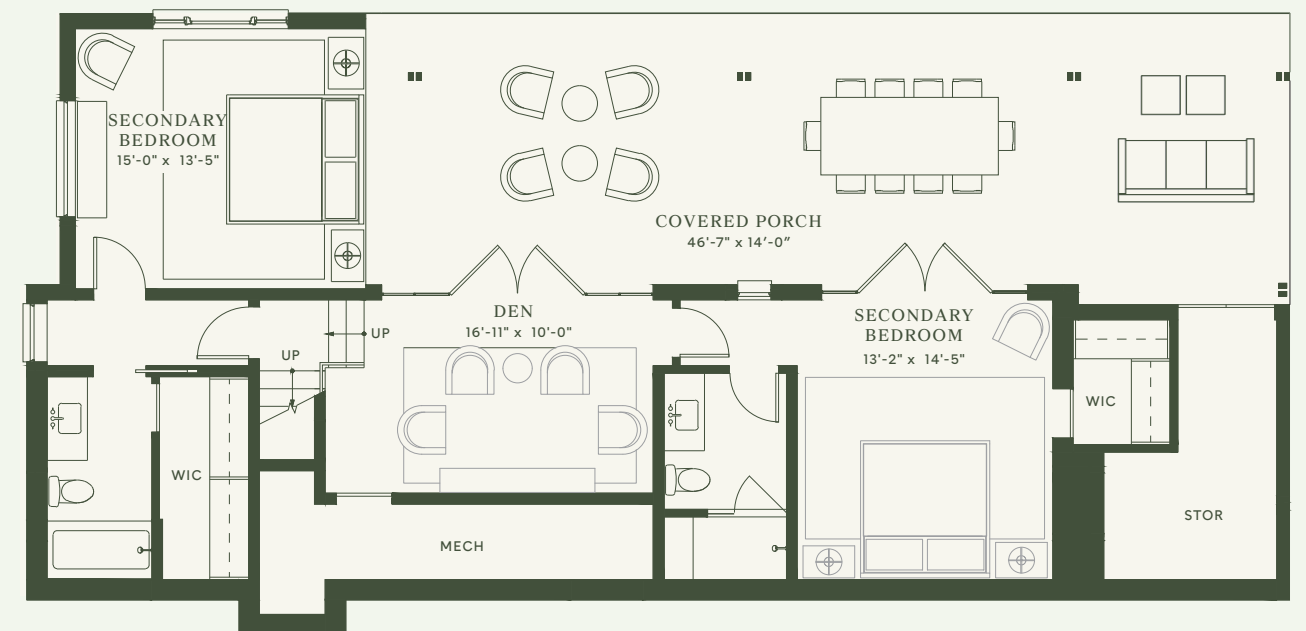 SECONDARY
BEDROOM
15'-0" x 13'-5"
COVERED PORCH
46'-7" x 14’-0”
DEN
16'-11" x 10'-0"
UP
UP
SECONDARY
BEDROOM
13'-2" x 14'-5"
WIC
WIC
STOR
MECH